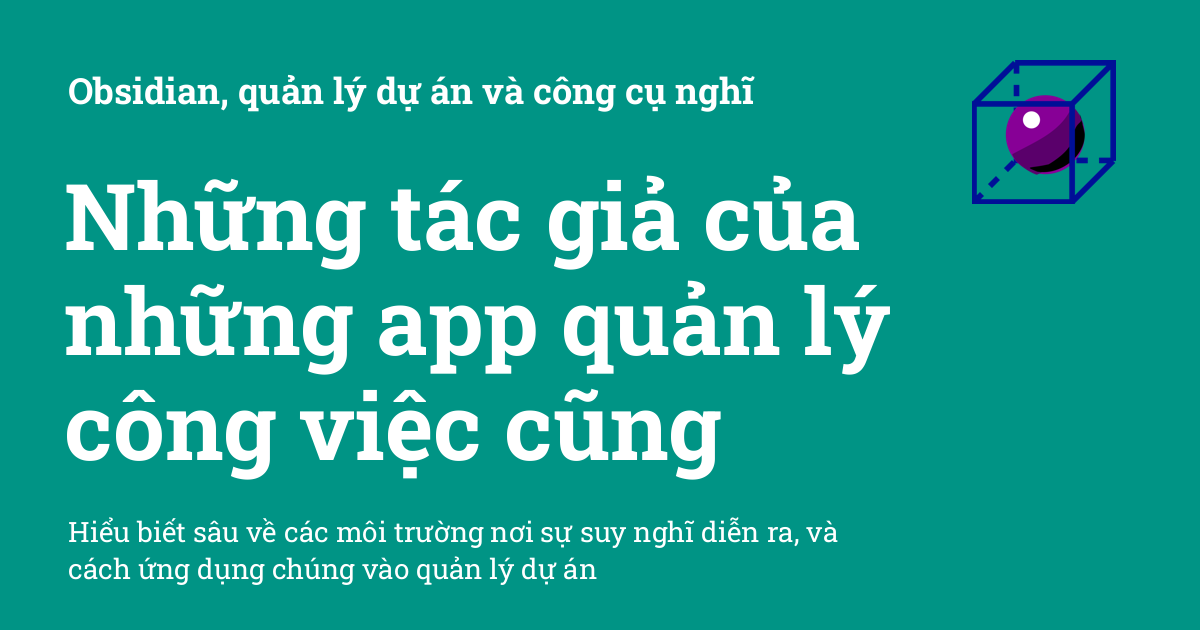 Obsidian, quản lý dự án và công cụ nghĩ
Những tác giả của
những app quản lý
công việc cũng
Hiểu biết sâu về các môi trường nơi sự suy nghĩ diễn ra, và
cách ứng dụng chúng vào quản lý dự án